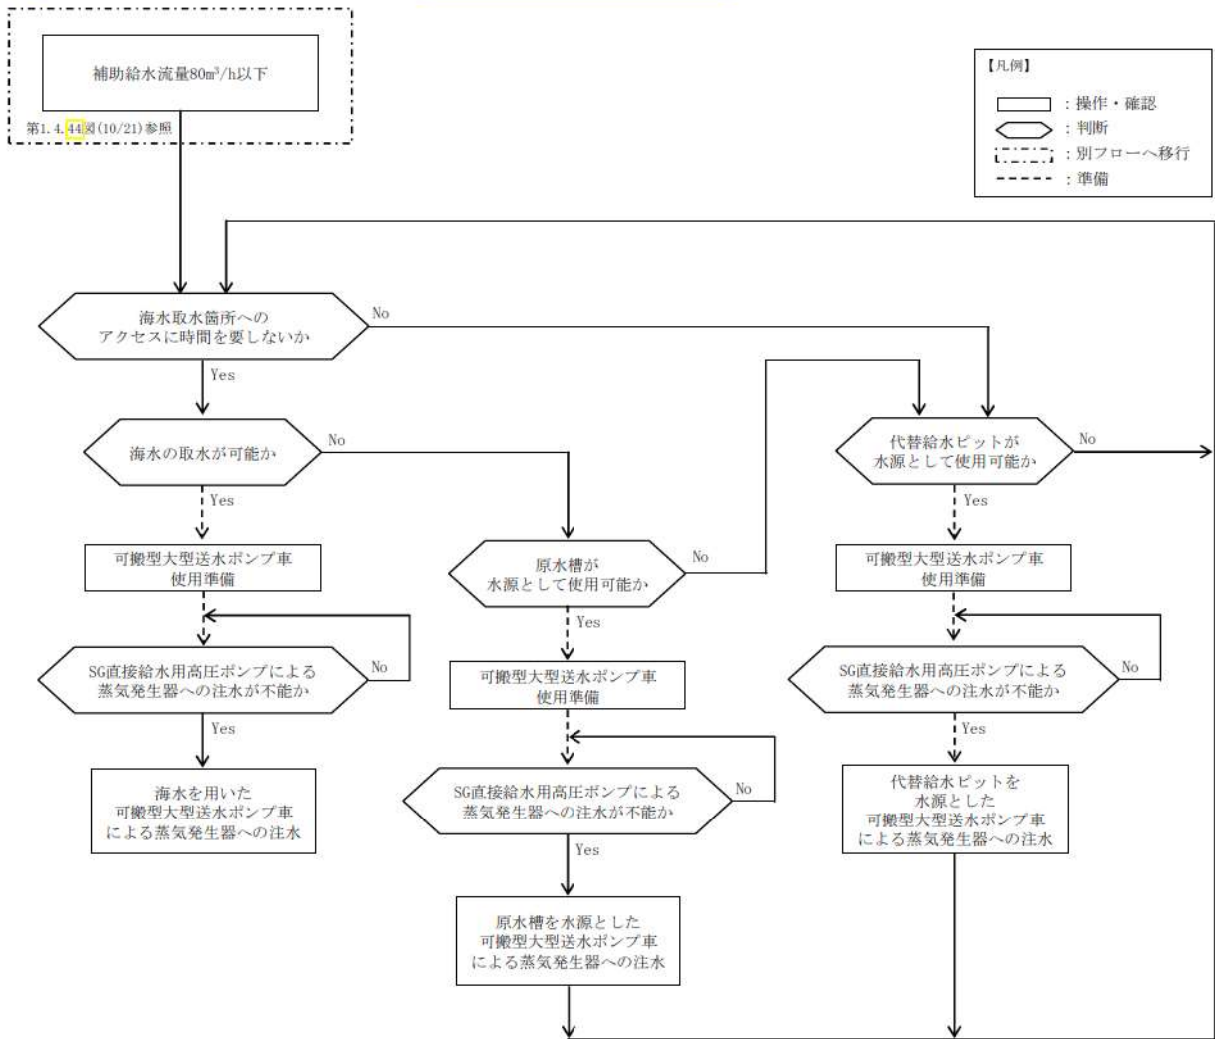 補助給水流量80m³/h以下
第1.4.44図(10/21)参照
【凡例】
：操作・確認
：判断
：別フローへ移行
：準備
海水取水箇所への
アクセスに時間を要しないか
No
Yes
海水の取水が可能か
No
Yes
代替給水ピットが
水源として使用可能か
No
Yes
可搬型大型送水ポンプ車
使用準備
原水槽が
水源として使用可能か
No
Yes
可搬型大型送水ポンプ車
使用準備
SG直接給水用高圧ポンプによる
蒸気発生器への注水が不能か
No
Yes
可搬型大型送水ポンプ車
使用準備
SG直接給水用高圧ポンプによる
蒸気発生器への注水が不能か
No
Yes
海水を用いた
可搬型大型送水ポンプ車
による蒸気発生器への注水
SG直接給水用高圧ポンプによる
蒸気発生器への注水が不能か
No
Yes
代替給水ピットを
水源とした
可搬型大型送水ポンプ車
による蒸気発生器への注水
原水槽を水源とした
可搬型大型送水ポンプ車
による蒸気発生器への注水